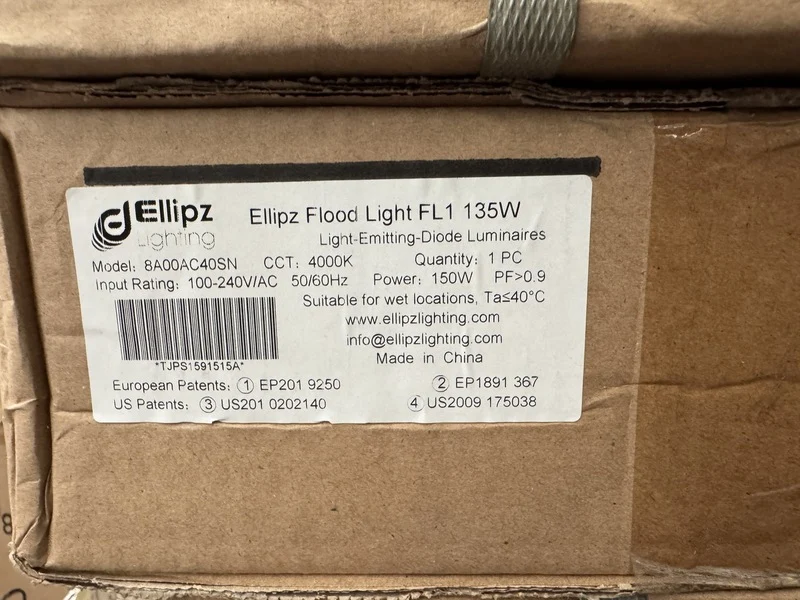 Ellipz
Lighting
Ellipz Flood Light FL1 135W
Light-Emitting-Diode Luminaires
Model: 8A00AC40SN CCT: 4000K Quantity: 1 PC
Input Rating: 100-240V/AC 50/60Hz Power: 150W PF>0.9
Suitable for wet locations, Ta≤40°C
www.ellipzlighting.com
info@ellipzlighting.com
Made in China
*TJPS1591515A*
European Patents: ① EP201 9250 ② EP1891 367
US Patents: ③ US201 0202140 ④ US2009 175038
8